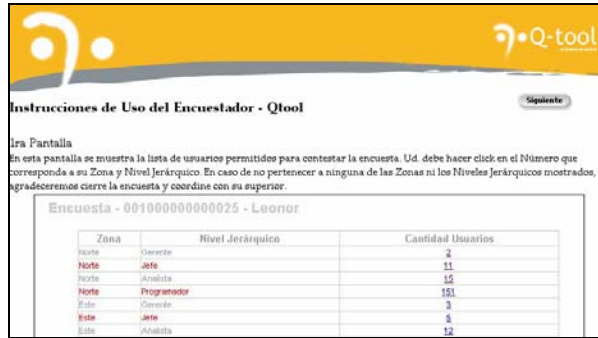 Q-tool
Instrucciones de Uso del Encuestador - Qtool
Siguiente
1ra Pantalla
En esta pantalla se muestra la lista de usuarios permitidos para contestar la encuesta. Ud. debe hacer click en el Número que
corresponda a su Zona y Nivel Jerárquico. En caso de no pertenecer a ninguna de las Zonas ni los Niveles Jerárquicos mostrados,
agradeceremos cierre la encuesta y coordine con su superior.
Encuesta - 001000000000025 - Leonor
Zona Nivel Jerárquico Cantidad Usuarios
Norte Gerente 2
Norte Jefe 11
Norte Analista 15
Norte Programador 151
Este Gerente 3
Este Jefe 6
Este Analista 12